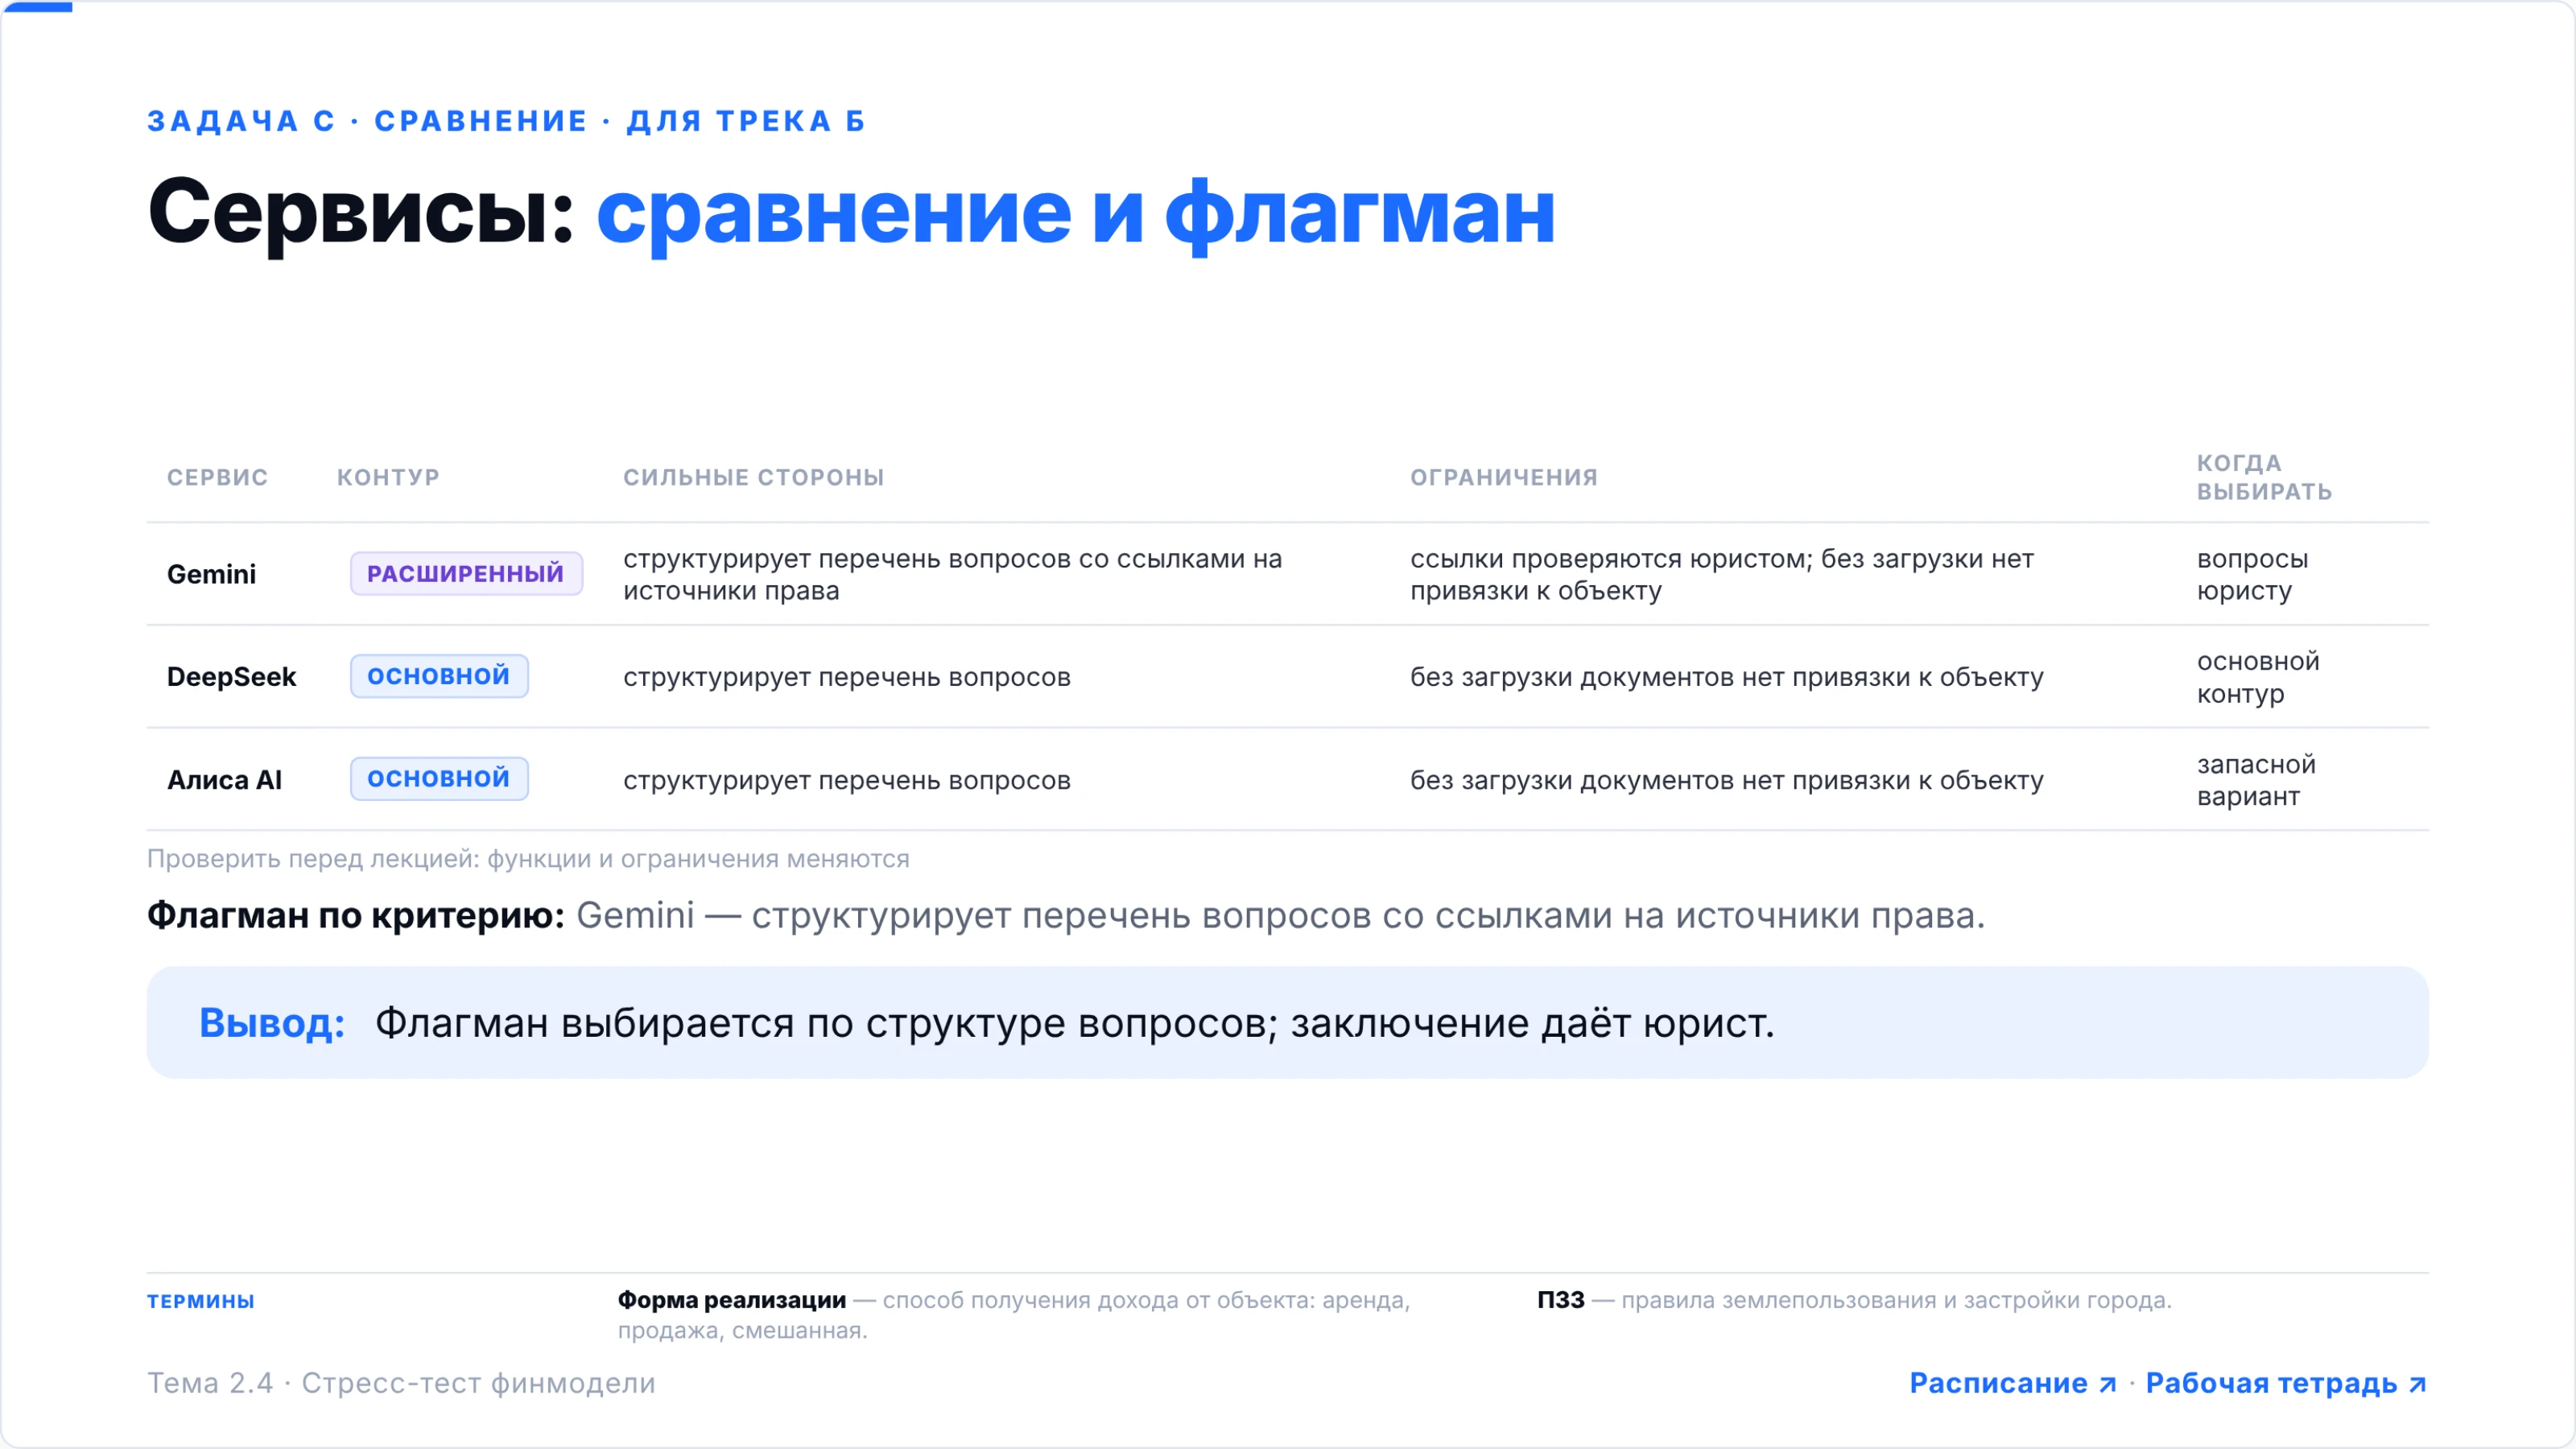 ЗАДАЧА С · СРАВНЕНИЕ · ДЛЯ ТРЕКА Б
Сервисы: сравнение и флагман
СЕРВИС КОНТУР СИЛЬНЫЕ СТОРОНЫ ОГРАНИЧЕНИЯ КОГДА ВЫБИРАТЬ
Gemini РАСШИРЕННЫЙ структурирует перечень вопросов со ссылками на источники права ссылки проверяются юристом; без загрузки нет привязки к объекту вопросы юристу
DeepSeek ОСНОВНОЙ структурирует перечень вопросов без загрузки документов нет привязки к объекту основной контур
Алиса AI ОСНОВНОЙ структурирует перечень вопросов без загрузки документов нет привязки к объекту запасной вариант
Проверить перед лекцией: функции и ограничения меняются
Флагман по критерию: Gemini — структурирует перечень вопросов со ссылками на источники права.
Вывод: Флагман выбирается по структуре вопросов; заключение даёт юрист.
ТЕРМИНЫ
Форма реализации — способ получения дохода от объекта: аренда,
продажа, смешанная.
ПЗЗ — правила землепользования и застройки города.
Тема 2.4 · Стресс-тест финмодели
Расписание ↗ · Рабочая тетрадь ↗